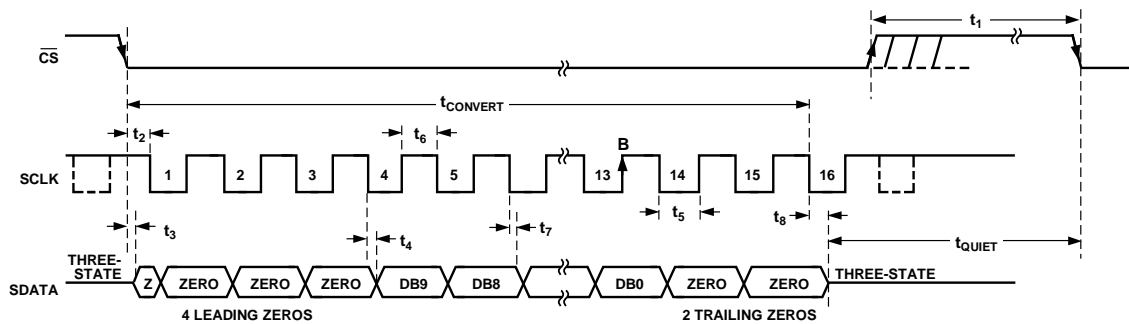 t1
CS
tCONVERT
t2
t6
B
SCLK
1 2 3 4 5 13 14 15 16
t3
t4
t7
t5
t8
tQUIET
THREE-
STATE
THREE-STATE
SDATA
Z ZERO ZERO ZERO DB9 DB8 DB0 ZERO ZERO
4 LEADING ZEROS
2 TRAILING ZEROS